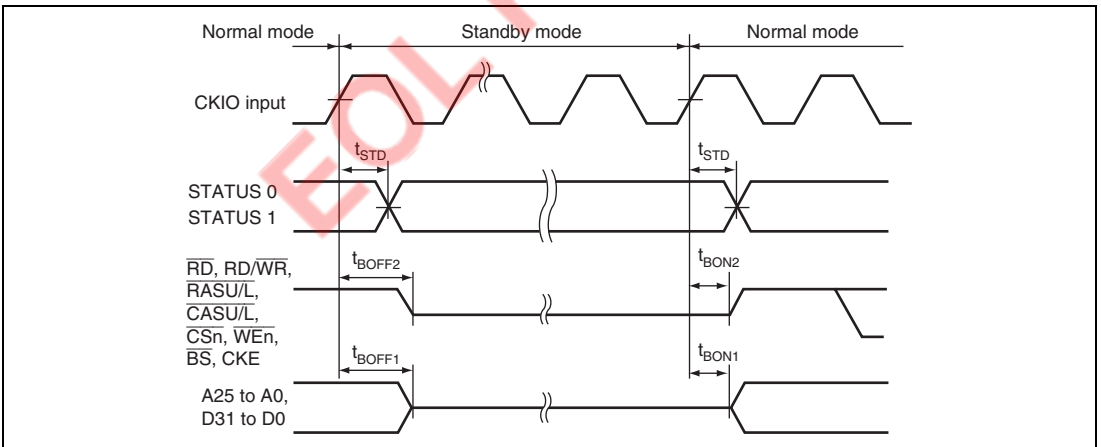 Normal mode Standby mode Normal mode
CKIO input
tSTD tSTD
STATUS 0
STATUS 1
tBOFF2 tBON2
RD, RD/WR,
RASU/L,
CASU/L,
CSn, WEn,
BS, CKE
tBOFF1 tBON1
A25 to A0,
D31 to D0
EOL